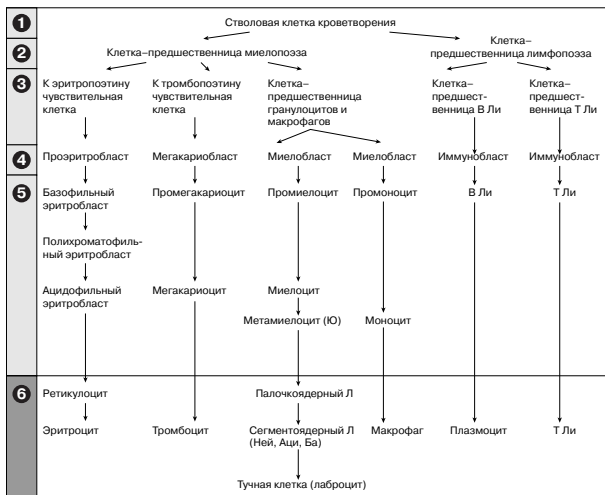 1
Стволовая клетка кроветворения
2
Клетка–предшественница миелопоэза
Клетка–
предшественница лимфопоэза
3
К эритропоэтину
чувствительная
клетка
К тромбопоэтину
чувствительная
клетка
Клетка–
предшественница
гранулоцитов и
макрофагов
Клетка–
предшест-
венница В Ли
Клетка–
предшест-
венница Т Ли
4
Проэритробласт
Мегакариобласт
Миелобласт
Миелобласт
Иммунобласт
Иммунобласт
5
Базофильный
эритробласт
Промегакариоцит
Промиелоцит
Промоноцит
В Ли
Т Ли
Полихроматофиль-
ный эритробласт
Ацидофильный
эритробласт
Мегакариоцит
Миелоцит
Метамиелоцит (Ю)
Моноцит
6
Ретикулоцит
Палочкоядерный Л
Эритроцит
Тромбоцит
Сегментоядерный Л
(Ней, Аци, Ба)
Макрофаг
Плазмоцит
Т Ли
Тучная клетка (лаброцит)